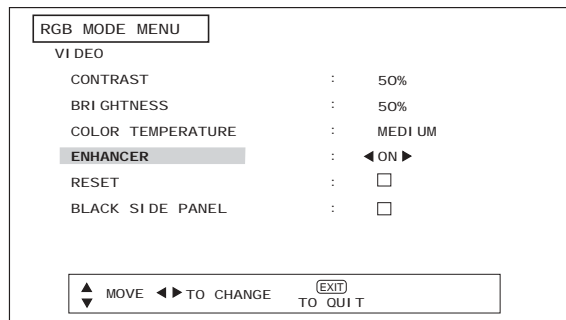 RGB MODE MENU
VIDEO
CONTRAST : 50%
BRIGHTNESS : 50%
COLOR TEMPERATURE : MEDIUM
ENHANCER : ◀ ON ▶
RESET : □
BLACK SIDE PANEL : □
▲▼ MOVE ◀ ▶ TO CHANGE EXIT TO QUIT